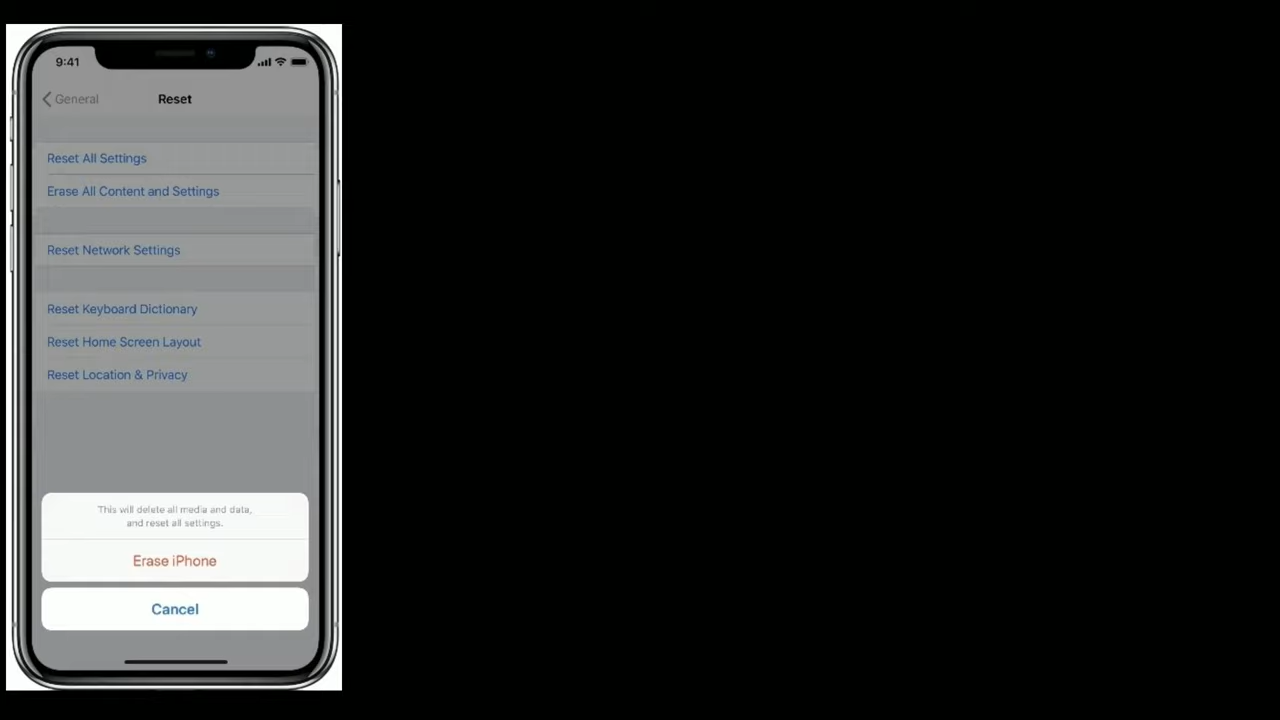 9:41
General
Reset
Reset All Settings
Erase All Content and Settings
Reset Network Settings
Reset Keyboard Dictionary
Reset Home Screen Layout
Reset Location & Privacy
This will delete all media and data,
and reset all settings.
Erase iPhone
Cancel